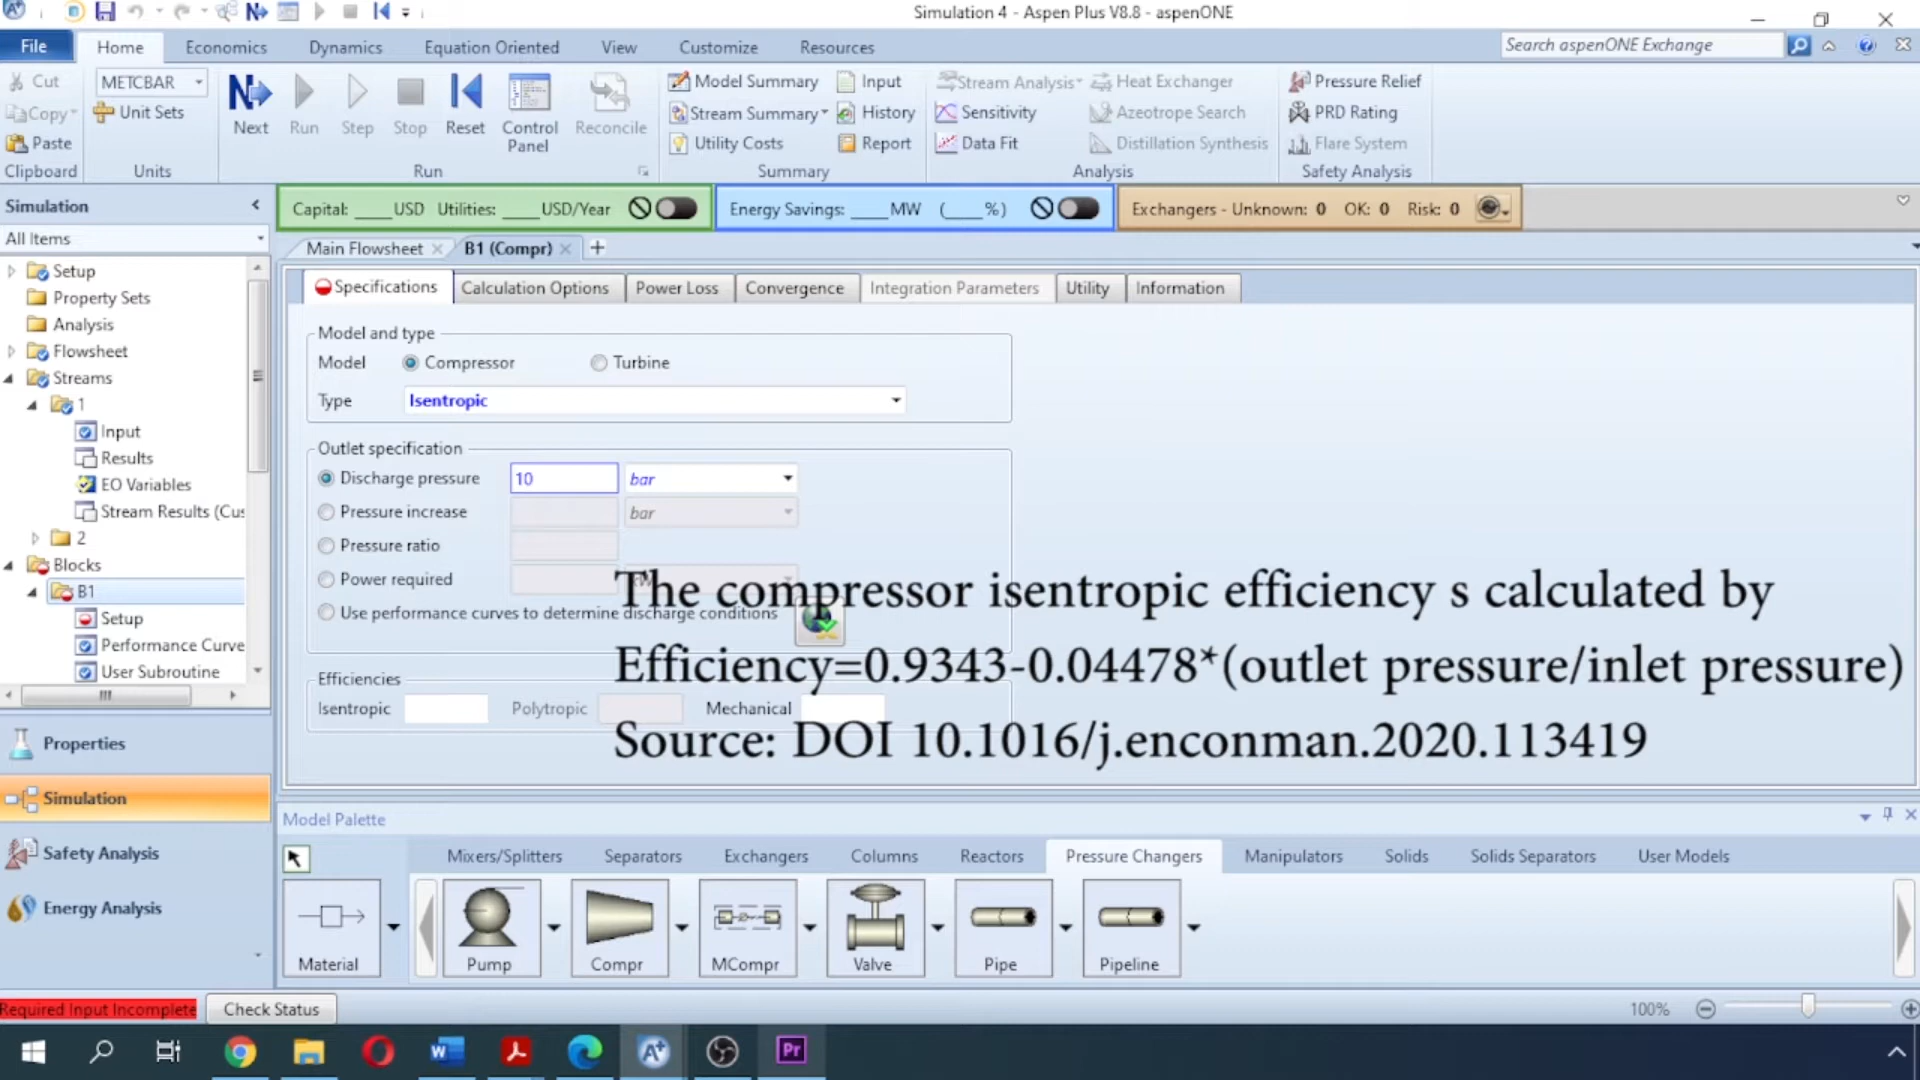 Simulation 4 - Aspen Plus V8.8 - aspenONE
File Home Economics Dynamics Equation Oriented View Customize Resources Search aspenONE Exchange
Cut METCBAR Model Summary Input Stream Analysis Heat Exchanger Pressure Relief
Copy Unit Sets Next Run Step Stop Reset Control Panel Reconcile Stream Summary History Sensitivity Azeotrope Search PRD Rating
Paste Utility Costs Report Data Fit Distillation Synthesis Flare System
Clipboard Units Run Summary Analysis Safety Analysis
Simulation Capital: ____USD Utilities: ____USD/Year Energy Savings: ____MW (____%) Exchangers - Unknown: 0 OK: 0 Risk: 0
All Items Main Flowsheet B1 (Compr)
Setup
Property Sets
Analysis
Flowsheet
Streams
1
Input
Results
EO Variables
Stream Results (Cus
2
Blocks
B1
Setup
Performance Curve
User Subroutine
Specifications Calculation Options Power Loss Convergence Integration Parameters Utility Information
Model and type
Model Compressor Turbine
Type Isentropic
Outlet specification
Discharge pressure 10 bar
Pressure increase bar
Pressure ratio
Power required
Use performance curves to determine discharge conditions
Efficiencies
Isentropic Polytropic Mechanical
The compressor isentropic efficiency s calculated by
Efficiency=0.9343-0.04478*(outlet pressure/inlet pressure)
Source: DOI 10.1016/j.enconman.2020.113419
Properties
Simulation
Safety Analysis
Energy Analysis
Model Palette
Mixers/Splitters Separators Exchangers Columns Reactors Pressure Changers Manipulators Solids Solids Separators User Models
Material Pump Compr MCompr Valve Pipe Pipeline
Required Input Incomplete Check Status 100%